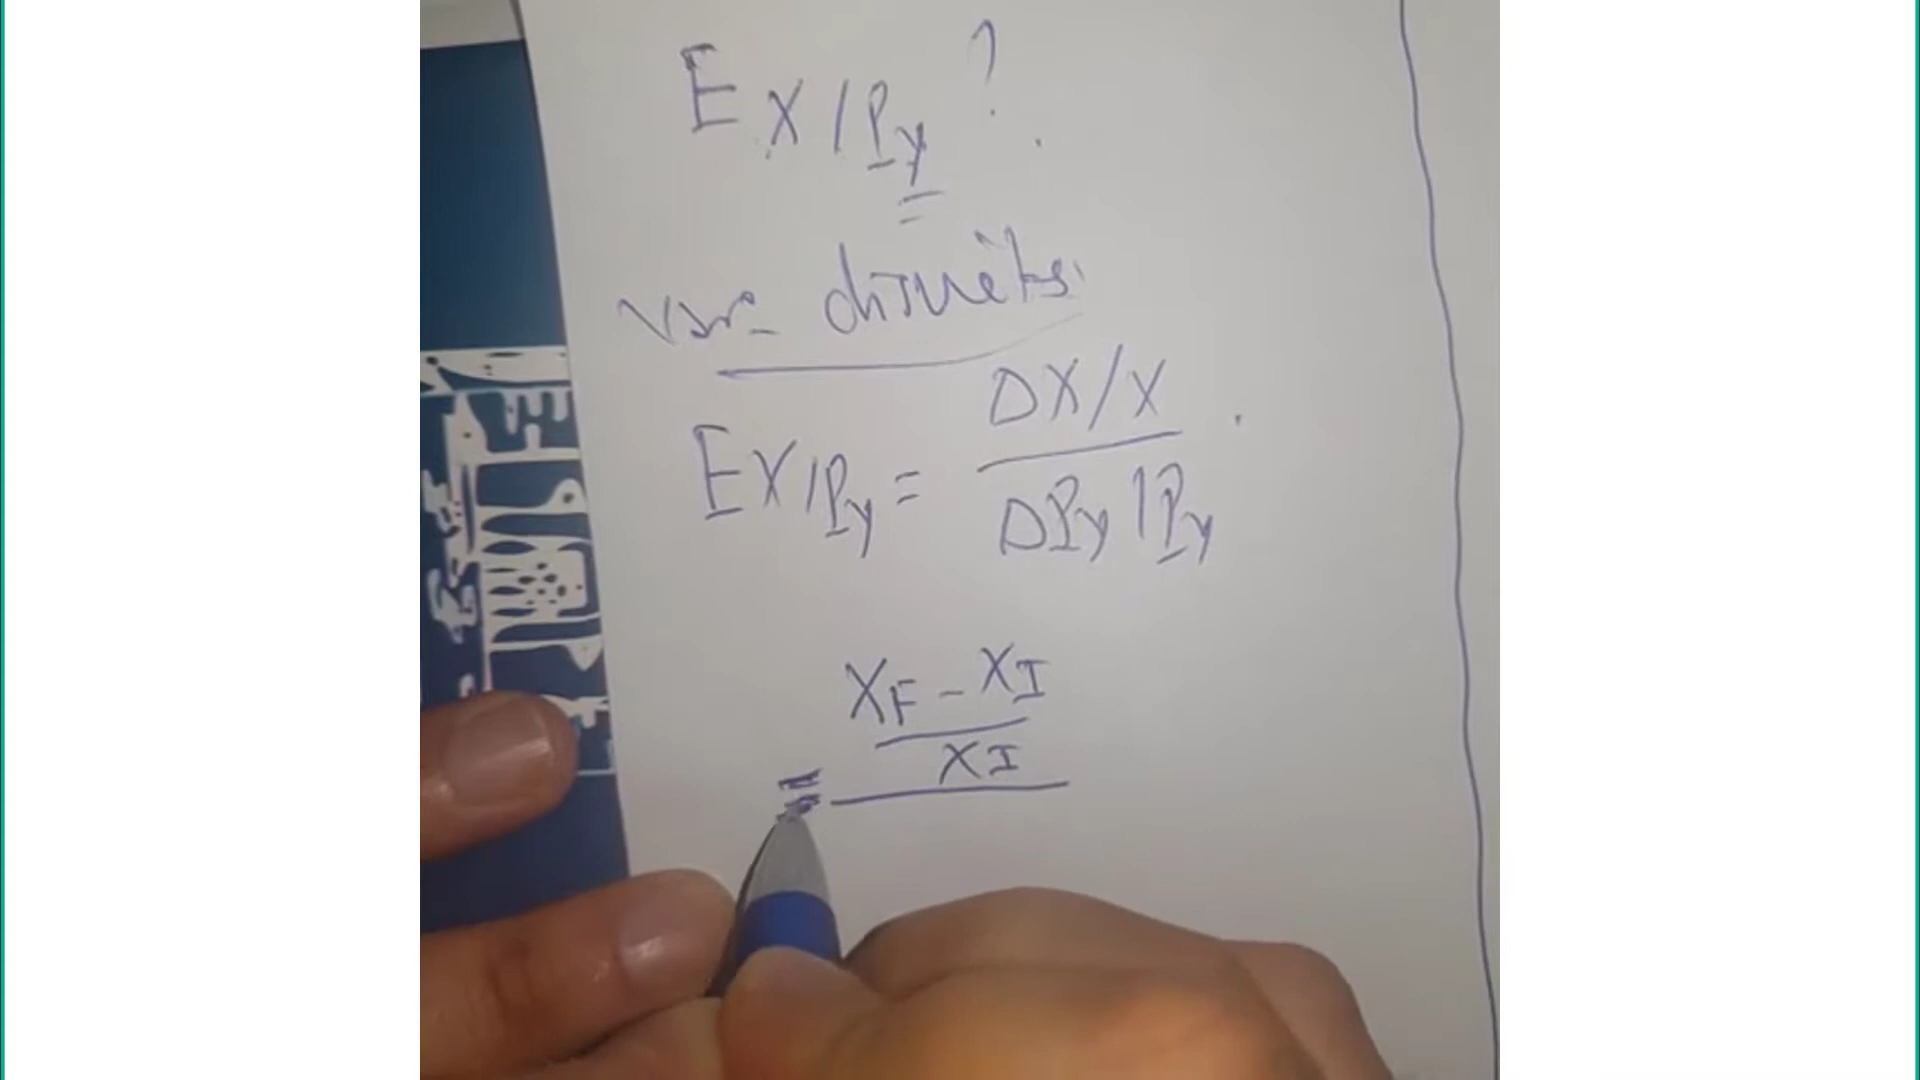 E X/Py ?
Var. discrète
E X/Py = ΔX/X
ΔPy/Py
= XF - XI
XI